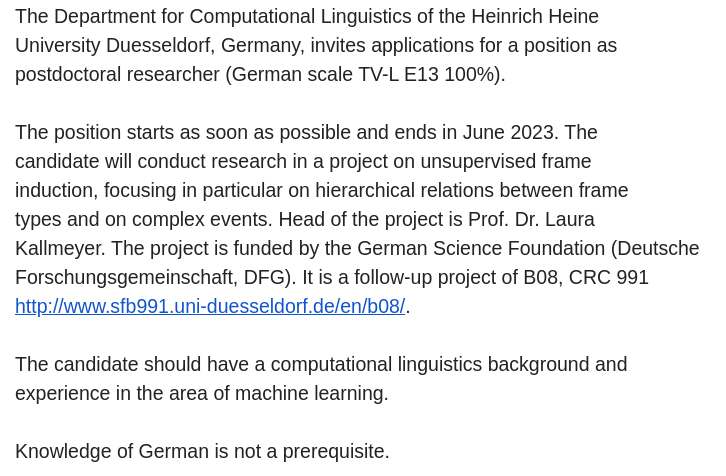 The Department for Computational Linguistics of the Heinrich Heine
University Duesseldorf, Germany, invites applications for a position as
postdoctoral researcher (German scale TV-L E13 100%).
The position starts as soon as possible and ends in June 2023. The
candidate will conduct research in a project on unsupervised frame
induction, focusing in particular on hierarchical relations between frame
types and on complex events. Head of the project is Prof. Dr. Laura
Kallmeyer. The project is funded by the German Science Foundation (Deutsche
Forschungsgemeinschaft, DFG). It is a follow-up project of B08, CRC 991
http://www.sfb991.uni-duesseldorf.de/en/b08/.
The candidate should have a computational linguistics background and
experience in the area of machine learning.
Knowledge of German is not a prerequisite.